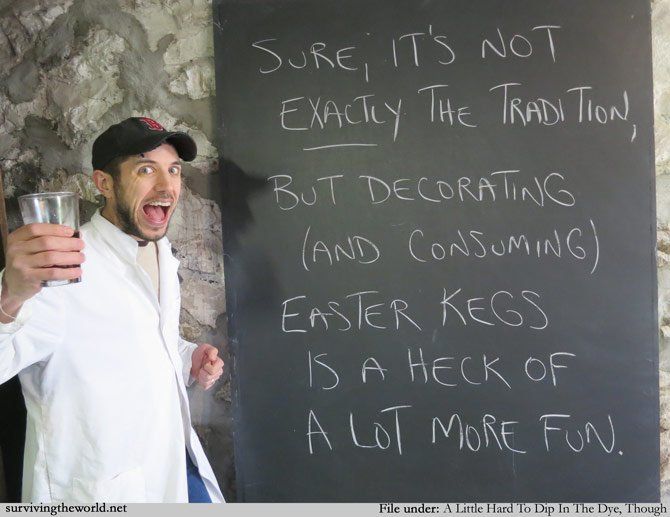 SURE, IT'S NOT
EXACTLY THE TRADITION,
BUT DECORATING
(AND CONSUMING)
EASTER KEGS
IS A HECK OF
A LOT MORE FUN.
survivingtheworld.net
File under: A Little Hard To Dip In The Dye, Though